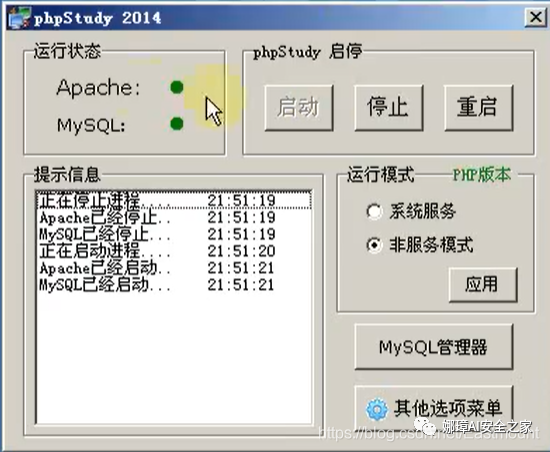 phpStudy 2014
运行状态
Apache:
MySQL:
phpStudy 启停
启动 停止 重启
提示信息
正在停止进程.... 21:51:19
Apache已经停止.. 21:51:19
MySQL已经停止... 21:51:19
正在启动进程.... 21:51:20
Apache已经启动.. 21:51:21
MySQL已经启动... 21:51:21
运行模式 PHP版本
系统服务
非服务模式
应用
MySQL管理器
其他选项菜单
娜璋AI安全之家
https://blog.csdn.net/Eastmount